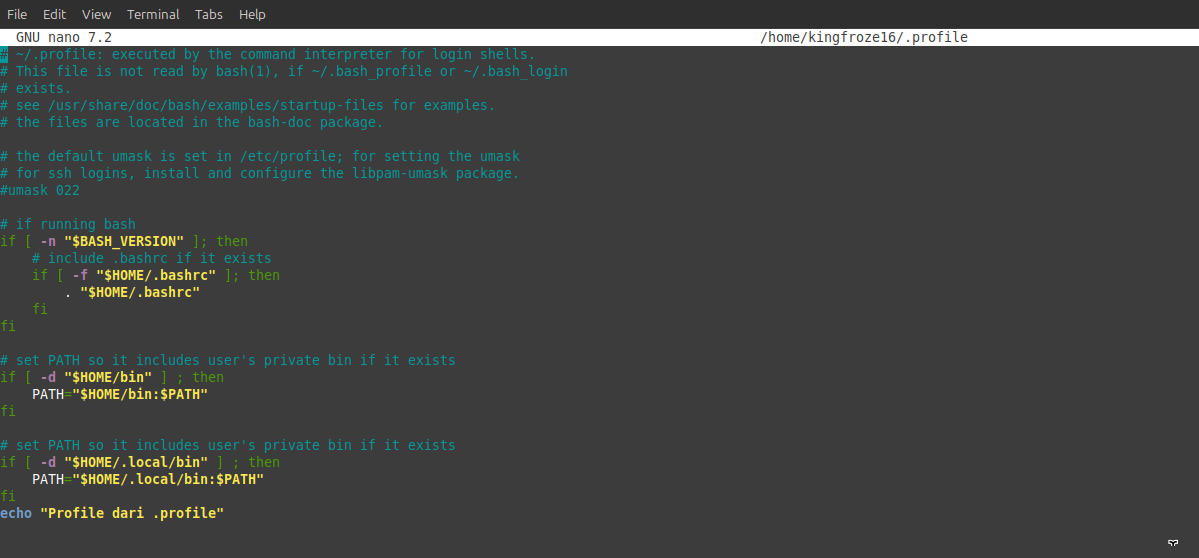 File Edit View Terminal Tabs Help
GNU nano 7.2 /home/kingfroze16/.profile
# ~/.profile: executed by the command interpreter for login shells.
# This file is not read by bash(1), if ~/.bash_profile or ~/.bash_login
# exists.
# see /usr/share/doc/bash/examples/startup-files for examples.
# the files are located in the bash-doc package.

# the default umask is set in /etc/profile; for setting the umask
# for ssh logins, install and configure the libpam-umask package.
#umask 022

# if running bash
if [ -n "$BASH_VERSION" ]; then
    # include .bashrc if it exists
    if [ -f "$HOME/.bashrc" ]; then
        . "$HOME/.bashrc"
    fi
fi

# set PATH so it includes user's private bin if it exists
if [ -d "$HOME/bin" ] ; then
    PATH="$HOME/bin:$PATH"
fi

# set PATH so it includes user's private bin if it exists
if [ -d "$HOME/.local/bin" ] ; then
    PATH="$HOME/.local/bin:$PATH"
fi
echo "Profile dari .profile"